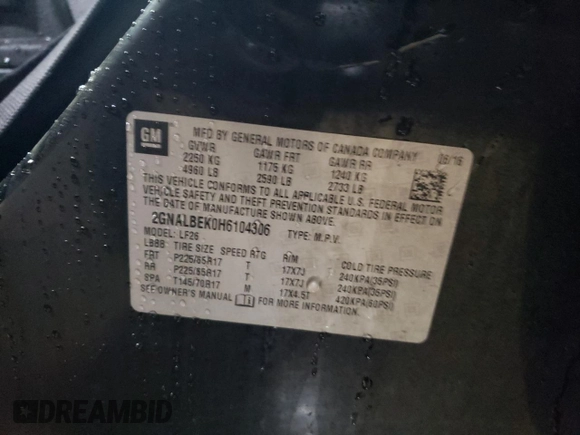 GM
MFD BY GENERAL MOTORS OF CANADA COMPANY 06/16
GVWR GAWR FRT GAWR RR
2250 KG 1175 KG 1240 KG
4960 LB 2590 LB 2733 LB
THIS VEHICLE CONFORMS TO ALL APPLICABLE U.S. FEDERAL MOTOR
VEHICLE SAFETY AND THEFT PREVENTION STANDARDS IN EFFECT ON
THE DATE OF MANUFACTURE SHOWN ABOVE.
2GNALBEK0H6104306 TYPE: M.P.V.
MODEL: LF26
LBBB TIRE SIZE SPEED RTG RIM COLD TIRE PRESSURE
FRT P225/65R17 T 17X7J 240KPA(35PSI)
RR P225/65R17 T 17X7J 240KPA(35PSI)
SPA T145/70R17 M 17X4.5T 420KPA(60PSI)
SEE OWNER'S MANUAL FOR MORE INFORMATION.
DREAMBID